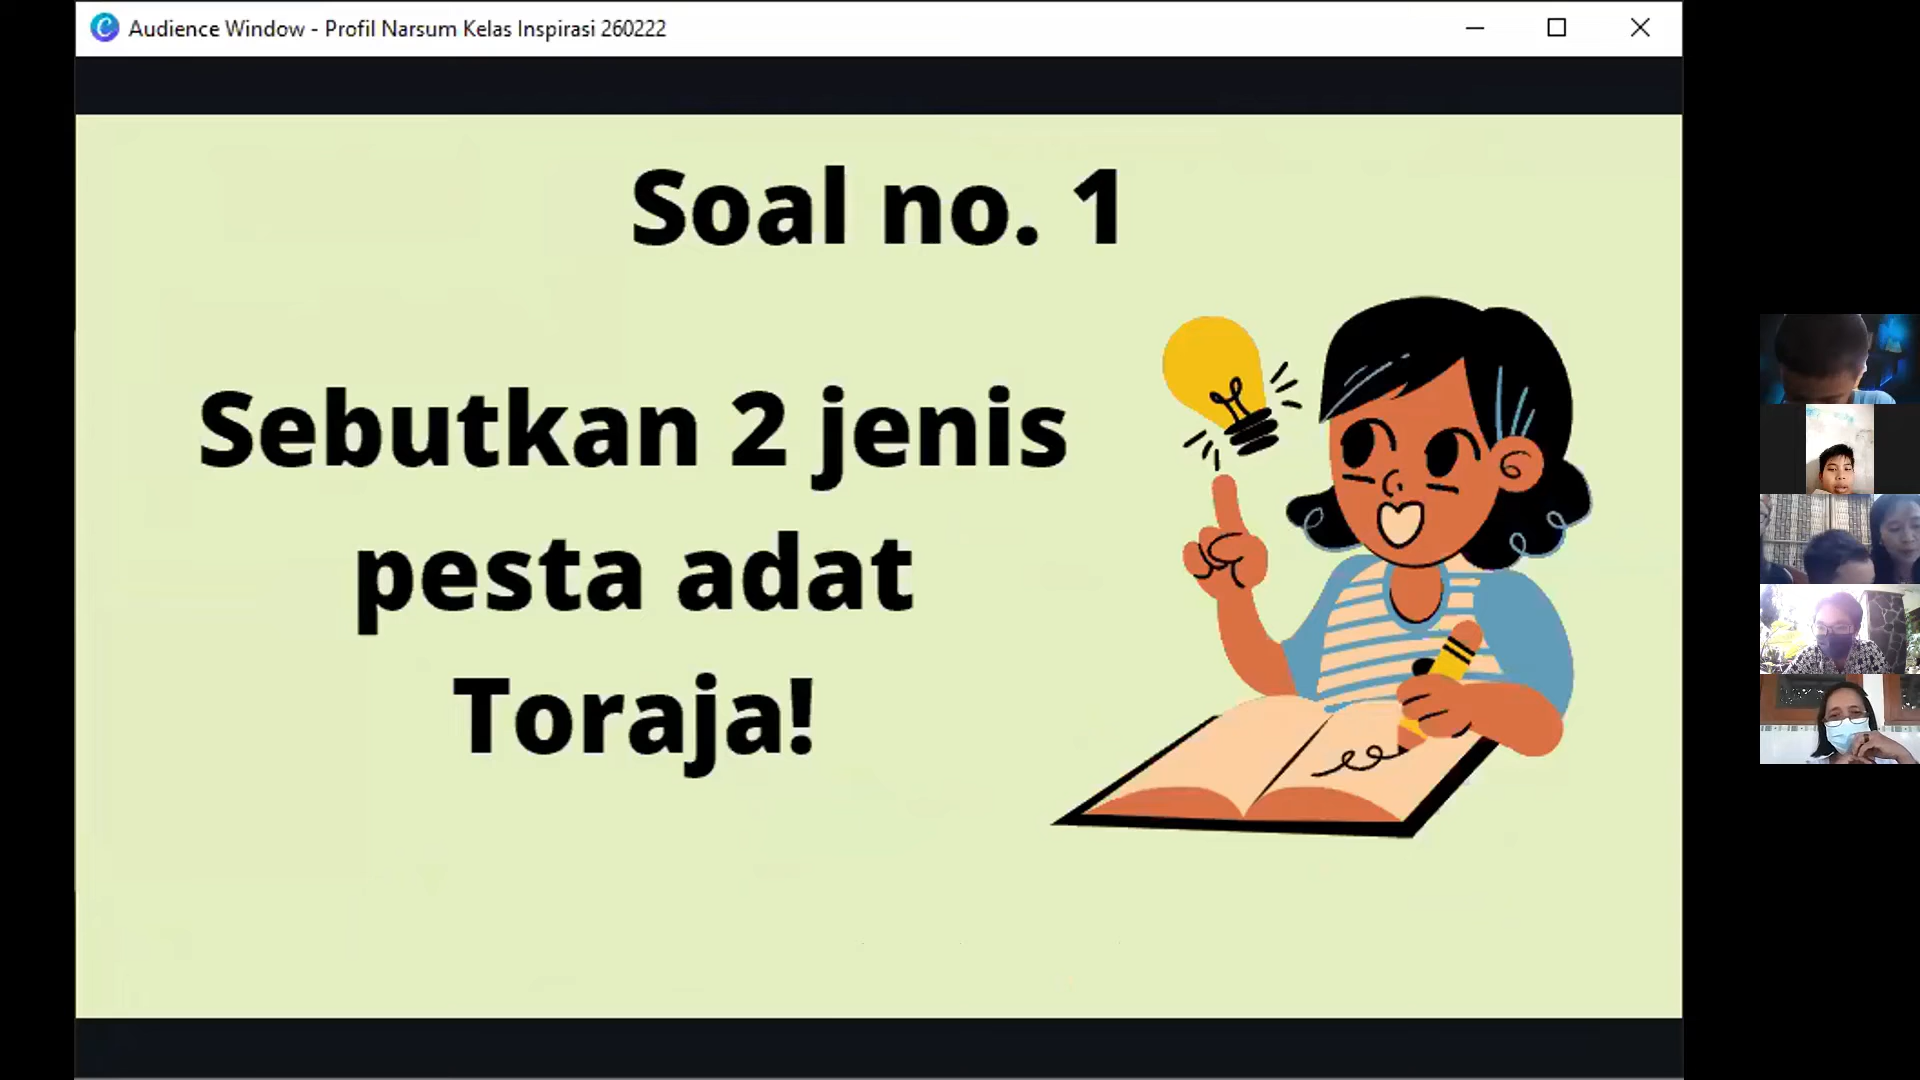 Audience Window - Profil Narsum Kelas Inspirasi 260222
Soal no. 1
Sebutkan 2 jenis
pesta adat
Toraja!